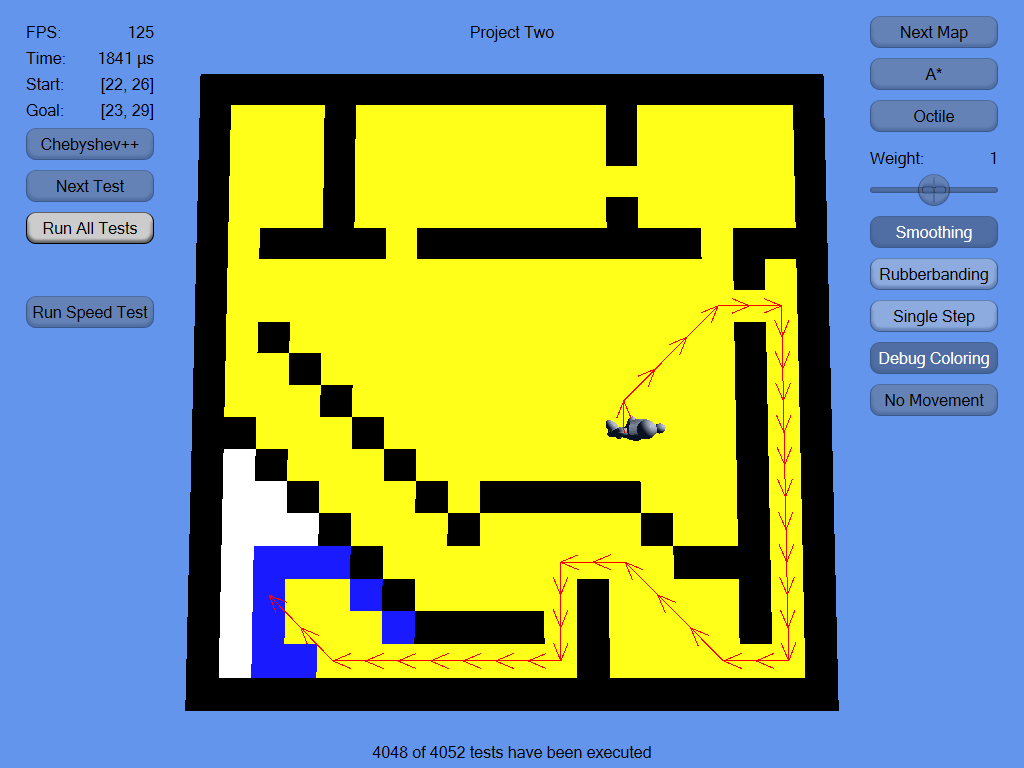 Project Two
FPS: 125
Time: 1841 µs
Start: [22, 26]
Goal: [23, 29]
Chebyshev++
Next Test
Run All Tests
Run Speed Test
Next Map
A*
Octile
Weight: 1
Smoothing
Rubberbanding
Single Step
Debug Coloring
No Movement
4048 of 4052 tests have been executed